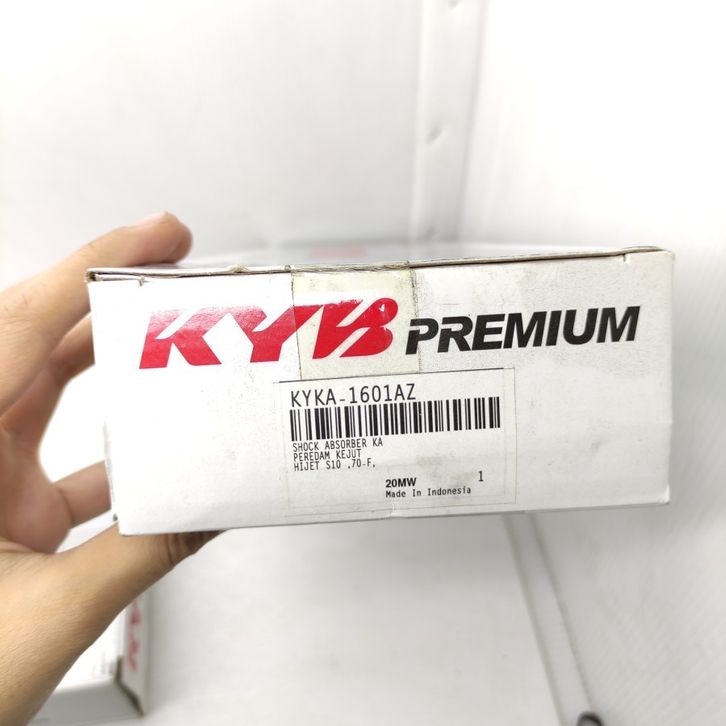 KYB PREMIUM
KYKA-1601AZ
SHOCK ABSORBER KA
PEREDAM KEJUT
HIJET S10 ,70-F,
20MW 1
Made In Indonesia